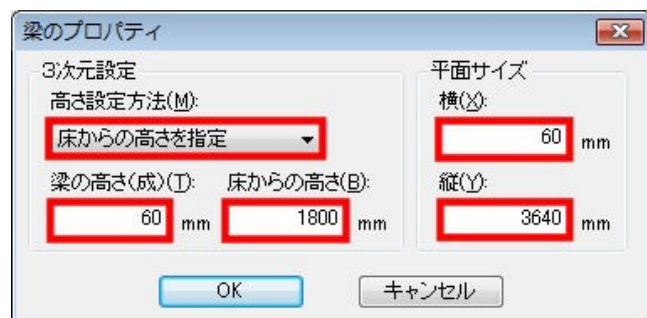 梁のプロパティ
3次元設定
高さ設定方法(M):
床からの高さを指定
梁の高さ(成)(T): 床からの高さ(B):
60 mm 1800 mm
平面サイズ
横(X):
60 mm
縦(Y):
3640 mm
OK キャンセル